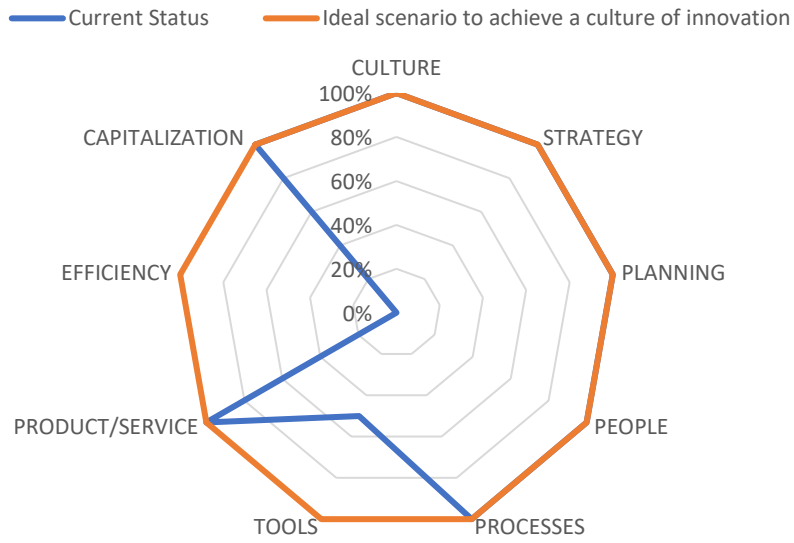 Current Status
Ideal scenario to achieve a culture of innovation
CULTURE
100%
CAPITALIZATION
STRATEGY
80%
60%
EFFICIENCY
PLANNING
40%
20%
0%
PRODUCT/SERVICE
PEOPLE
TOOLS
PROCESSES